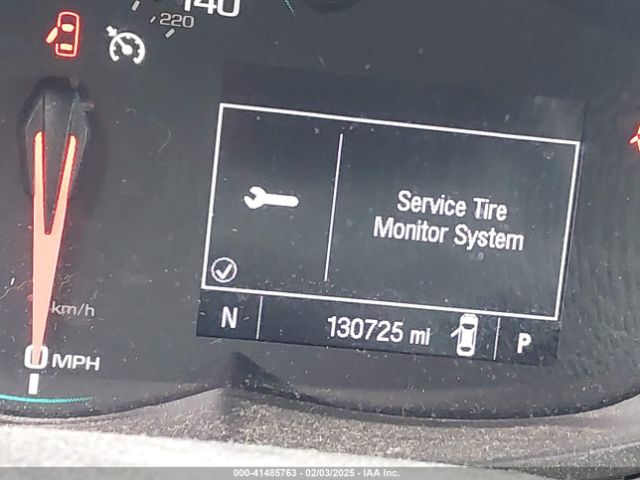 140
220
Service Tire
Monitor System
km/h
N 130725 mi P
0 MPH
000-41485763 - 02/03/2025 - IAA Inc.